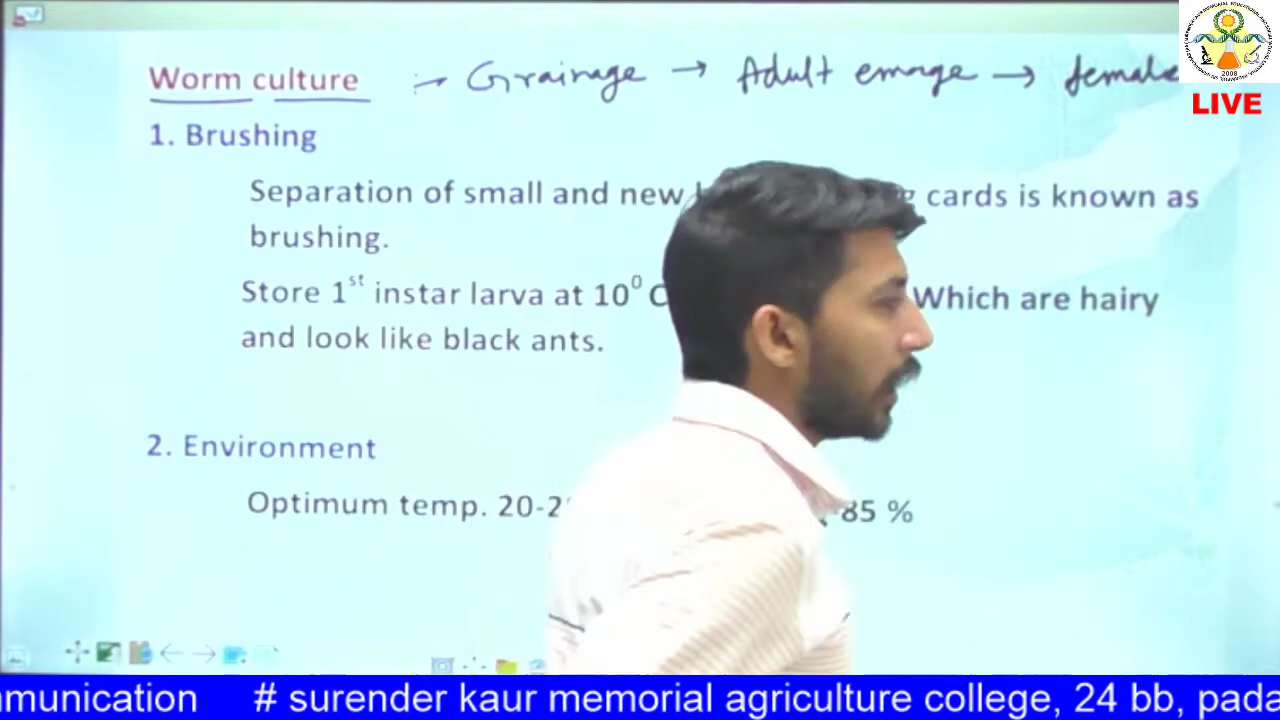 Worm culture :→ Grainage → Adult emage → female
1. Brushing
Separation of small and new cards is known as
brushing.
Store 1st instar larva at 10⁰ C Which are hairy
and look like black ants.
2. Environment
Optimum temp. 20-2 85 %
2008
LIVE
# surender kaur memorial agriculture college, 24 bb, pada